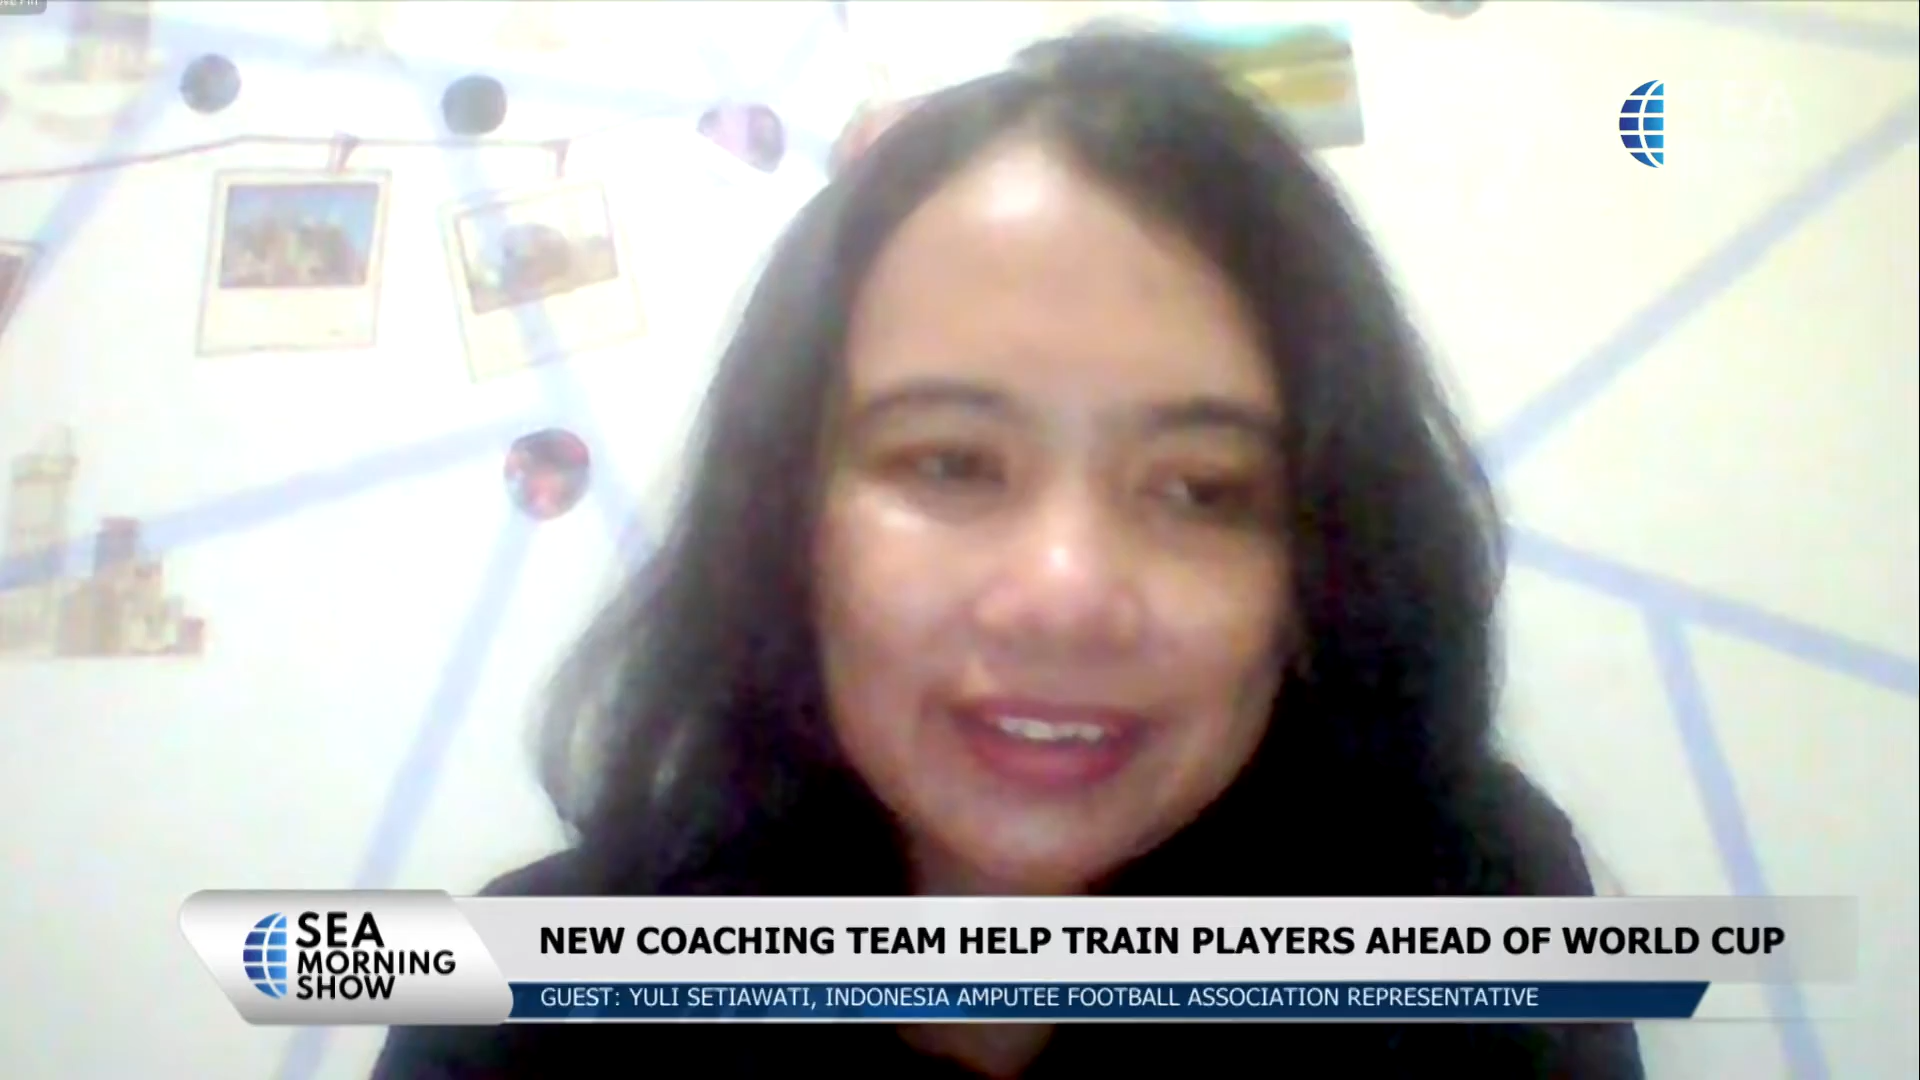 SEA
MORNING
SHOW
NEW COACHING TEAM HELP TRAIN PLAYERS AHEAD OF WORLD CUP
GUEST: YULI SETIAWATI, INDONESIA AMPUTEE FOOTBALL ASSOCIATION REPRESENTATIVE